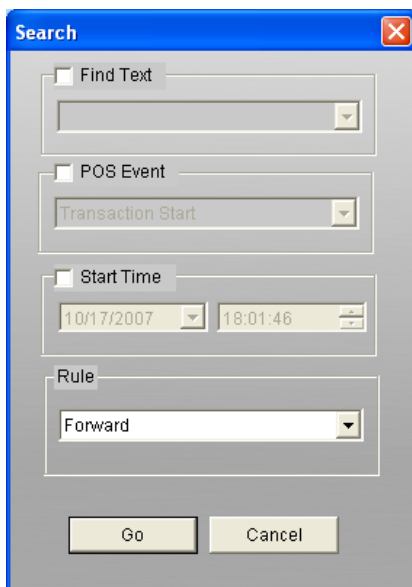 Search
Find Text
POS Event
Transaction Start
Start Time
10/17/2007 18:01:46
Rule
Forward
Go Cancel